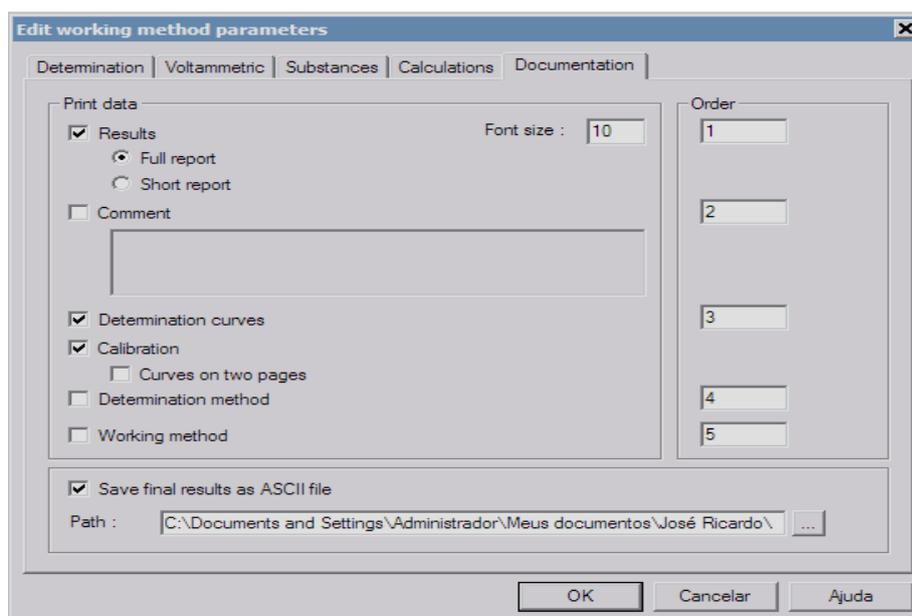 Edit working method parameters
Determination Voltammetric Substances Calculations Documentation
Print data
Order
Results
Font size : 10
1
Full report
Short report
Comment
2
Determination curves
3
Calibration
Curves on two pages
Determination method
4
Working method
5
Save final results as ASCII file
Path : C:\Documents and Settings\Administrador\Meus documentos\José Ricardo\ ...
OK Cancelar Ajuda